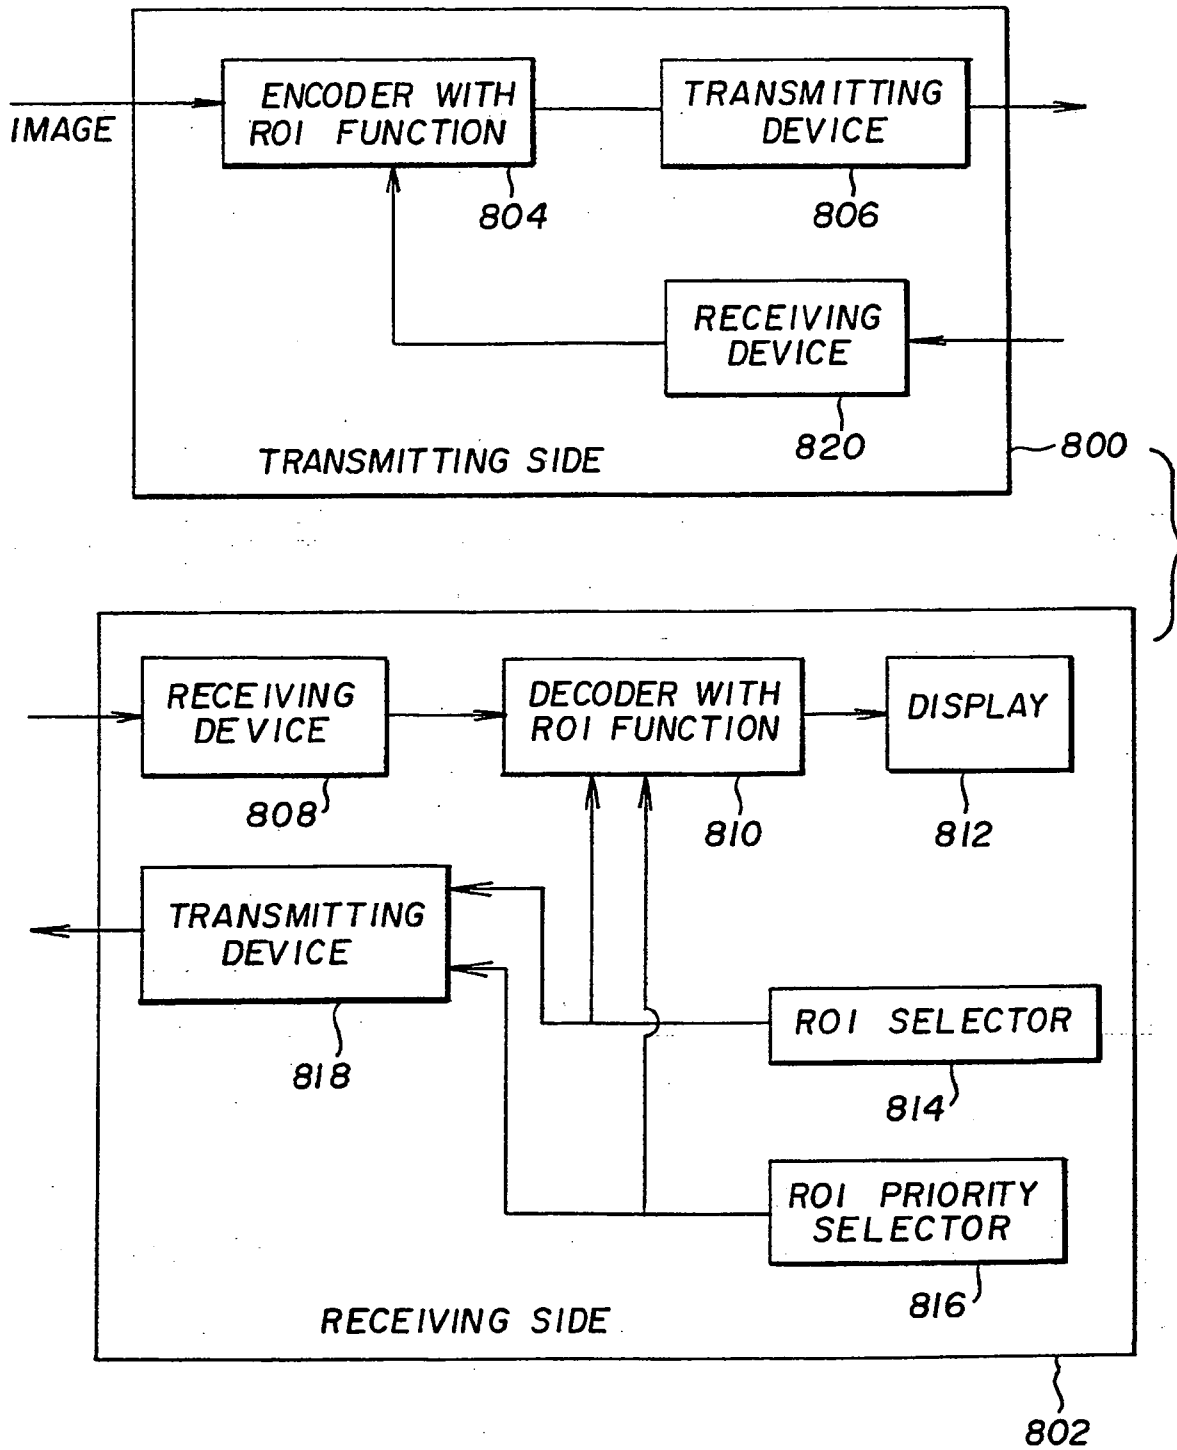 ENCODER WITH
ROI FUNCTION
TRANSMITTING
DEVICE
IMAGE
804
806
RECEIVING
DEVICE
820
TRANSMITTING SIDE
800
RECEIVING
DEVICE
DECODER WITH
ROI FUNCTION
DISPLAY
808
810
812
TRANSMITTING
DEVICE
818
ROI SELECTOR
814
ROI PRIORITY
SELECTOR
816
RECEIVING SIDE
802